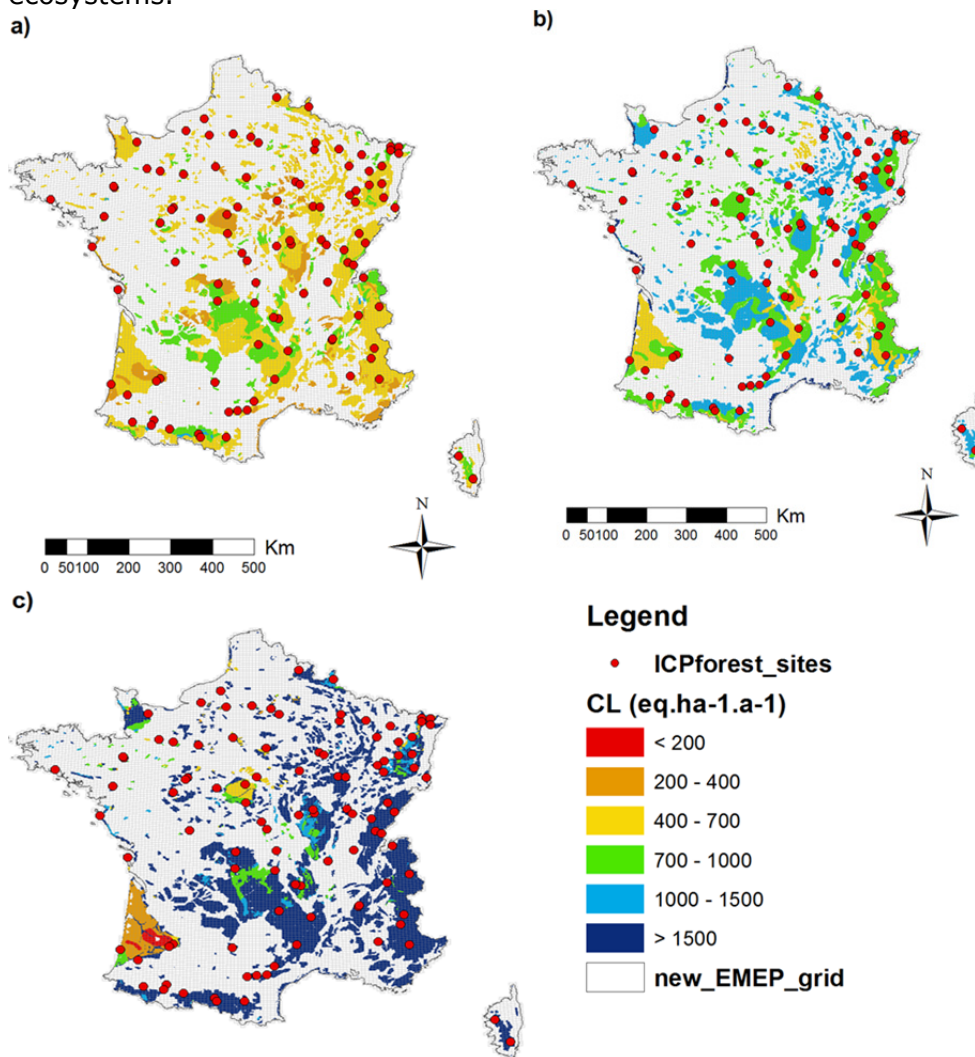 ecosystems.
a)
b)
N
Km
0 50100 200 300 400 500
N
Km
0 50100 200 300 400 500
c)
Legend
ICPforest_sites
CL (eq.ha-1.a-1)
< 200
200 - 400
400 - 700
700 - 1000
1000 - 1500
> 1500
new_EMEP_grid